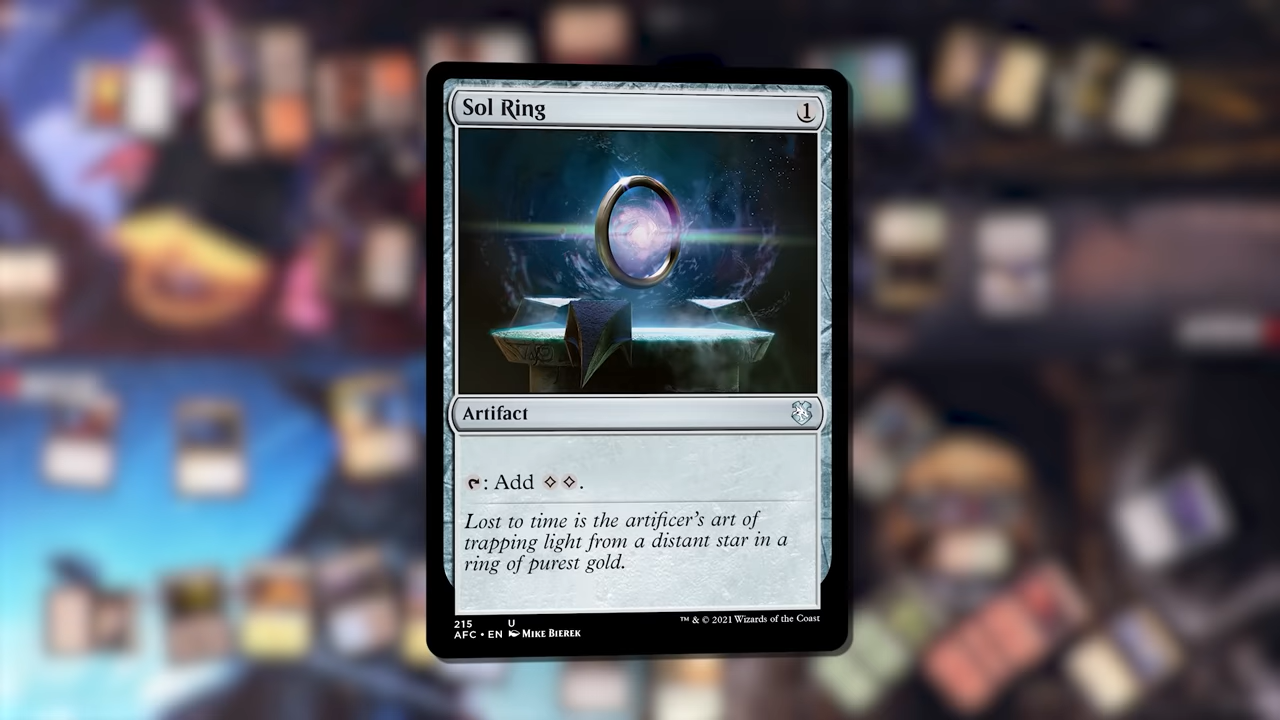 Sol Ring 1
Artifact
: Add .
Lost to time is the artificer's art of
trapping light from a distant star in a
ring of purest gold.
215 U
AFC • EN Mike Bierek
™ & © 2021 Wizards of the Coast